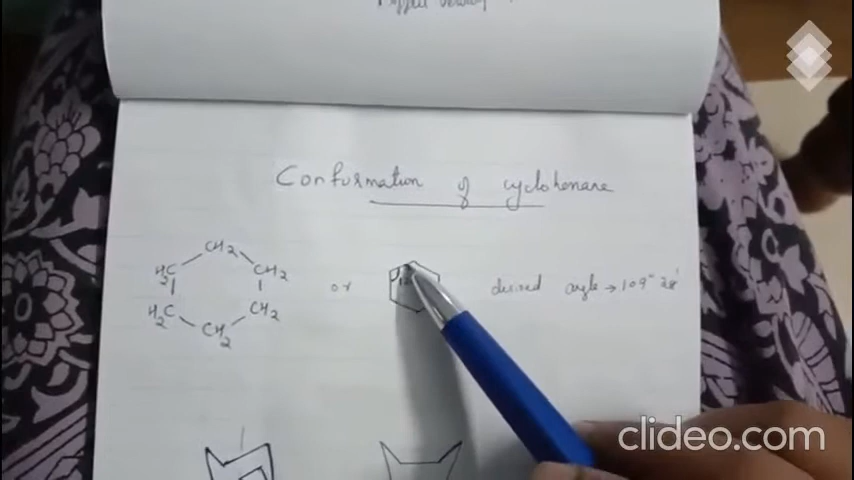 Conformation of cyclohexane
CH2
H2C CH2
or
desired angle → 109° 28'
H2C CH2
CH2
clideo.com